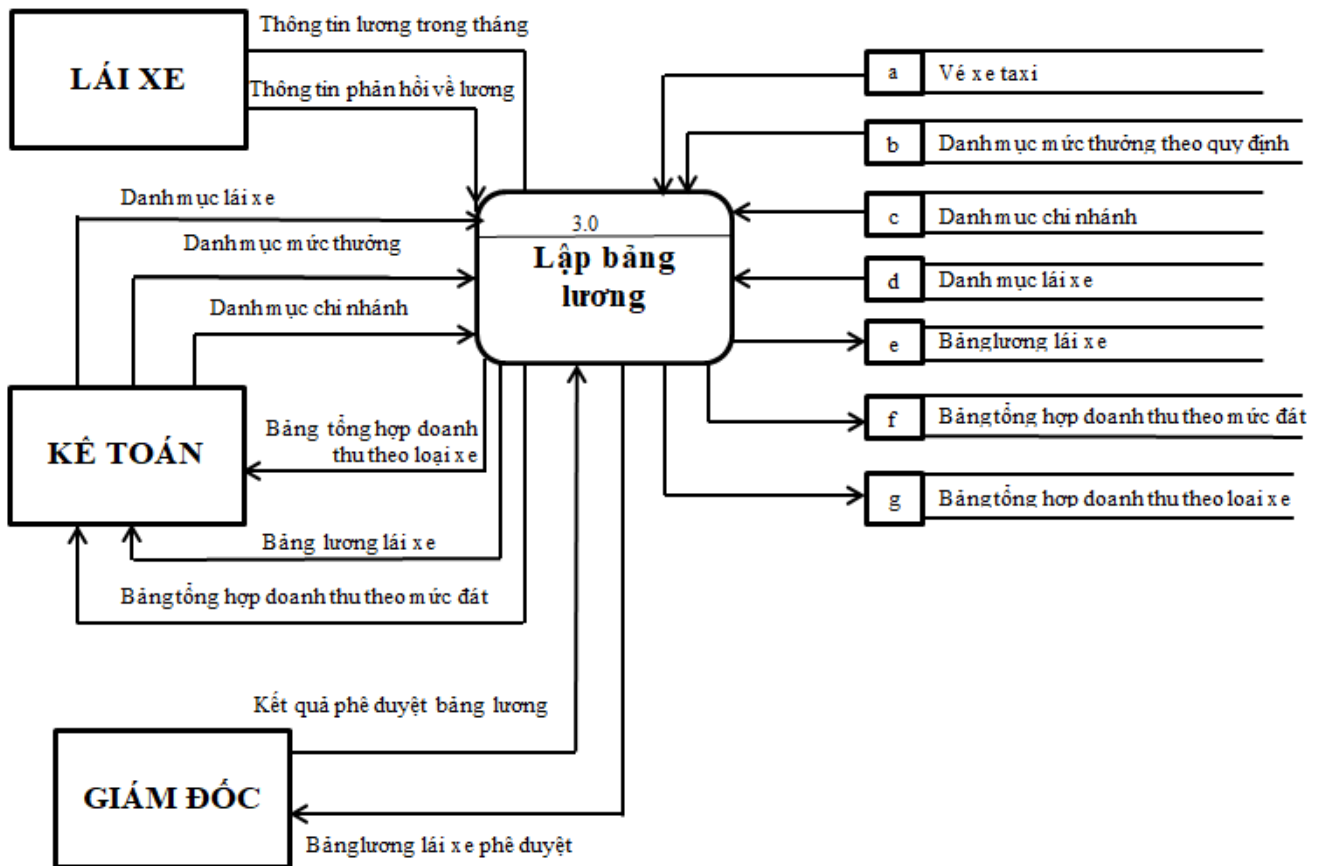 Thông tin lương trong tháng
LÁI XE
Thông tin phản hồi về lương
a Vé xe taxi
b Danh mục mức thưởng theo quy định
Danh mục lái xe
c Danh muc chi nhánh
3.0
Danh mục mức thưởng
Lập bảng
lương
d Danh mục lái xe
Danh mục chi nhánh
e Bảng lương lái xe
KÊ TOÁN
Bảng tổng hợp doanh
thu theo loại xe
f Bảng tổng hợp doanh thu theo mức đát
g Bảng tổng hơp doanh thu theo loai xe
Bảng lương lái xe
Bảng tổng hợp doanh thu theo mức đát
Kết quả phê duyệt bảng lương
GIÁM ĐỐC
Bảng lương lái xe phê duyệt